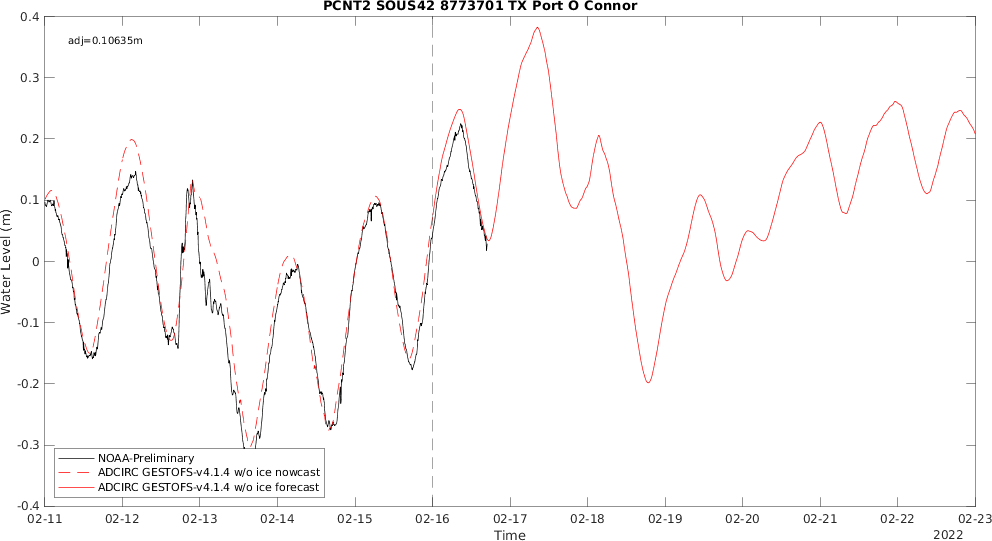 PCNT2 SOUS42 8773701 TX Port O Connor
adj=0.10635m
Water Level (m)
0.4
0.3
0.2
0.1
0
-0.1
-0.2
-0.3
-0.4
NOAA-Preliminary
ADCIRC GESTOFS-v4.1.4 w/o ice nowcast
ADCIRC GESTOFS-v4.1.4 w/o ice forecast
02-11 02-12 02-13 02-14 02-15 02-16 02-17 02-18 02-19 02-20 02-21 02-22 02-23
Time
2022